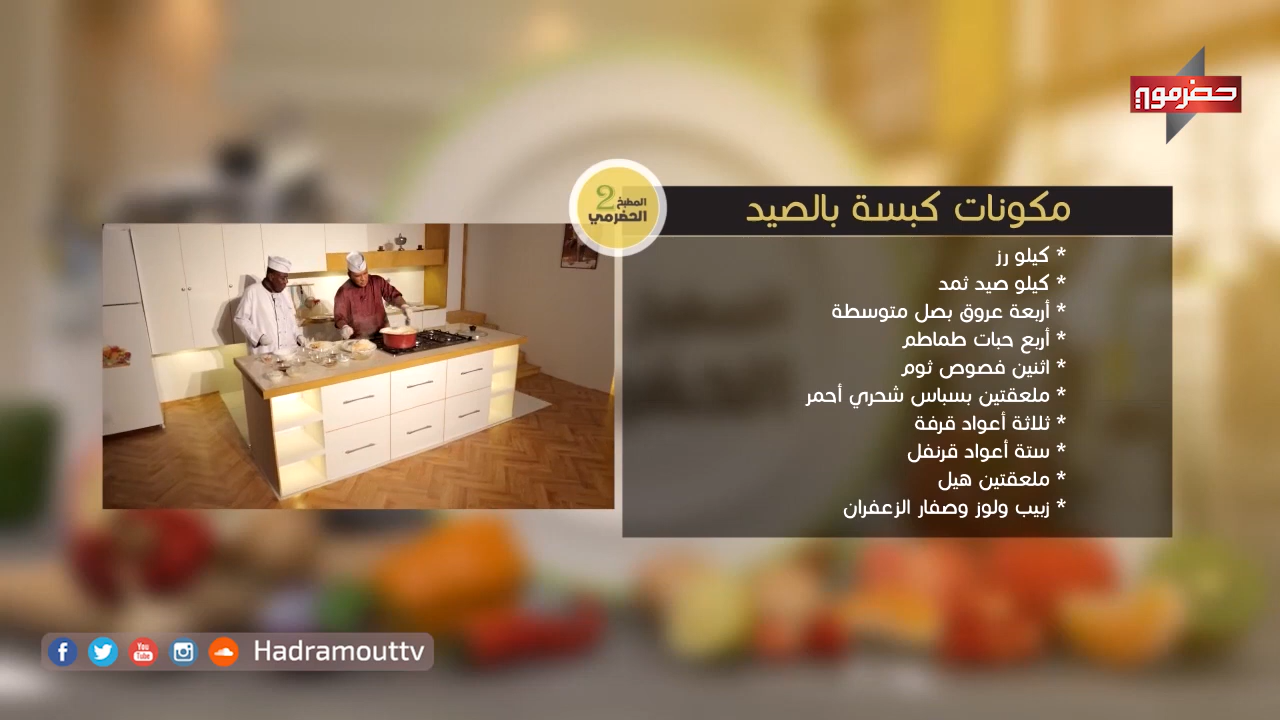 حضرموت
المطبخ 2
الحضرمي
مكونات كبسة بالصيد
* كيلو رز
* كيلو صيد ثمد
* أربعة عروق بصل متوسطة
* أربع حبات طماطم
* اثنين فصوص ثوم
* ملعقتين بسباس شحري أحمر
* ثلاثة أعواد قرفة
* ستة أعواد قرنفل
* ملعقتين هيل
* زبيب ولوز وصفار الزعفران
You Tube
Hadramouttv